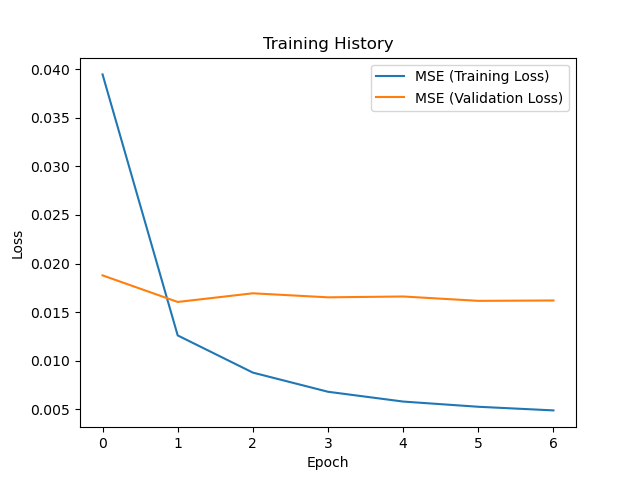 Training History
MSE (Training Loss)
MSE (Validation Loss)
0.040
0.035
0.030
0.025
0.020
0.015
0.010
0.005
Loss
0 1 2 3 4 5 6
Epoch